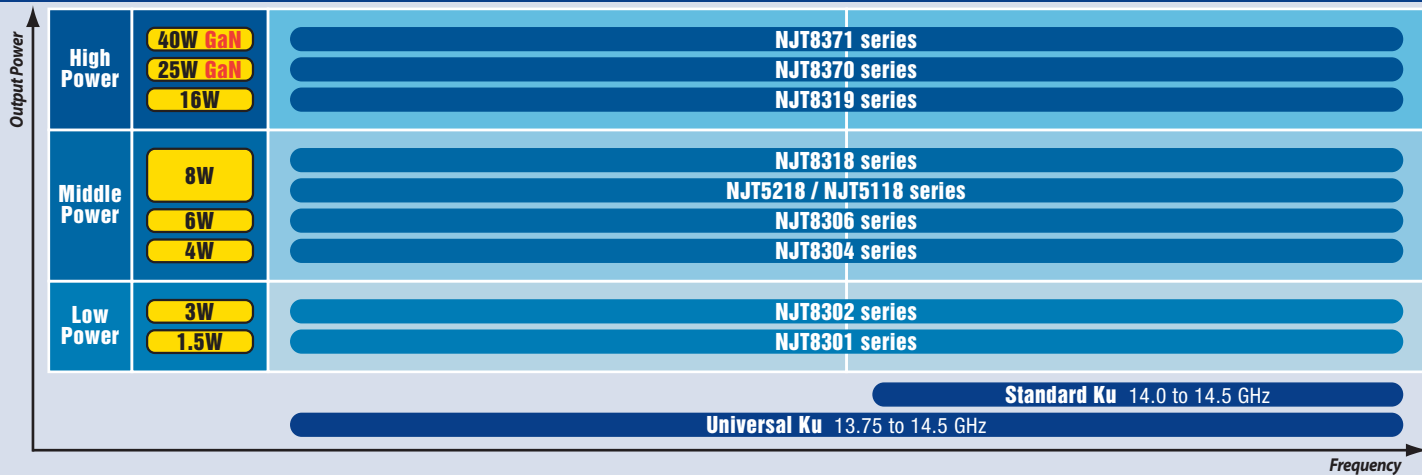 Output Power
High
Power
40W GaN
NJT8371 series
25W GaN
NJT8370 series
16W
NJT8319 series
Middle
Power
8W
NJT8318 series
NJT5218 / NJT5118 series
6W
NJT8306 series
4W
NJT8304 series
Low
Power
3W
NJT8302 series
1.5W
NJT8301 series
Standard Ku 14.0 to 14.5 GHz
Universal Ku 13.75 to 14.5 GHz
Frequency